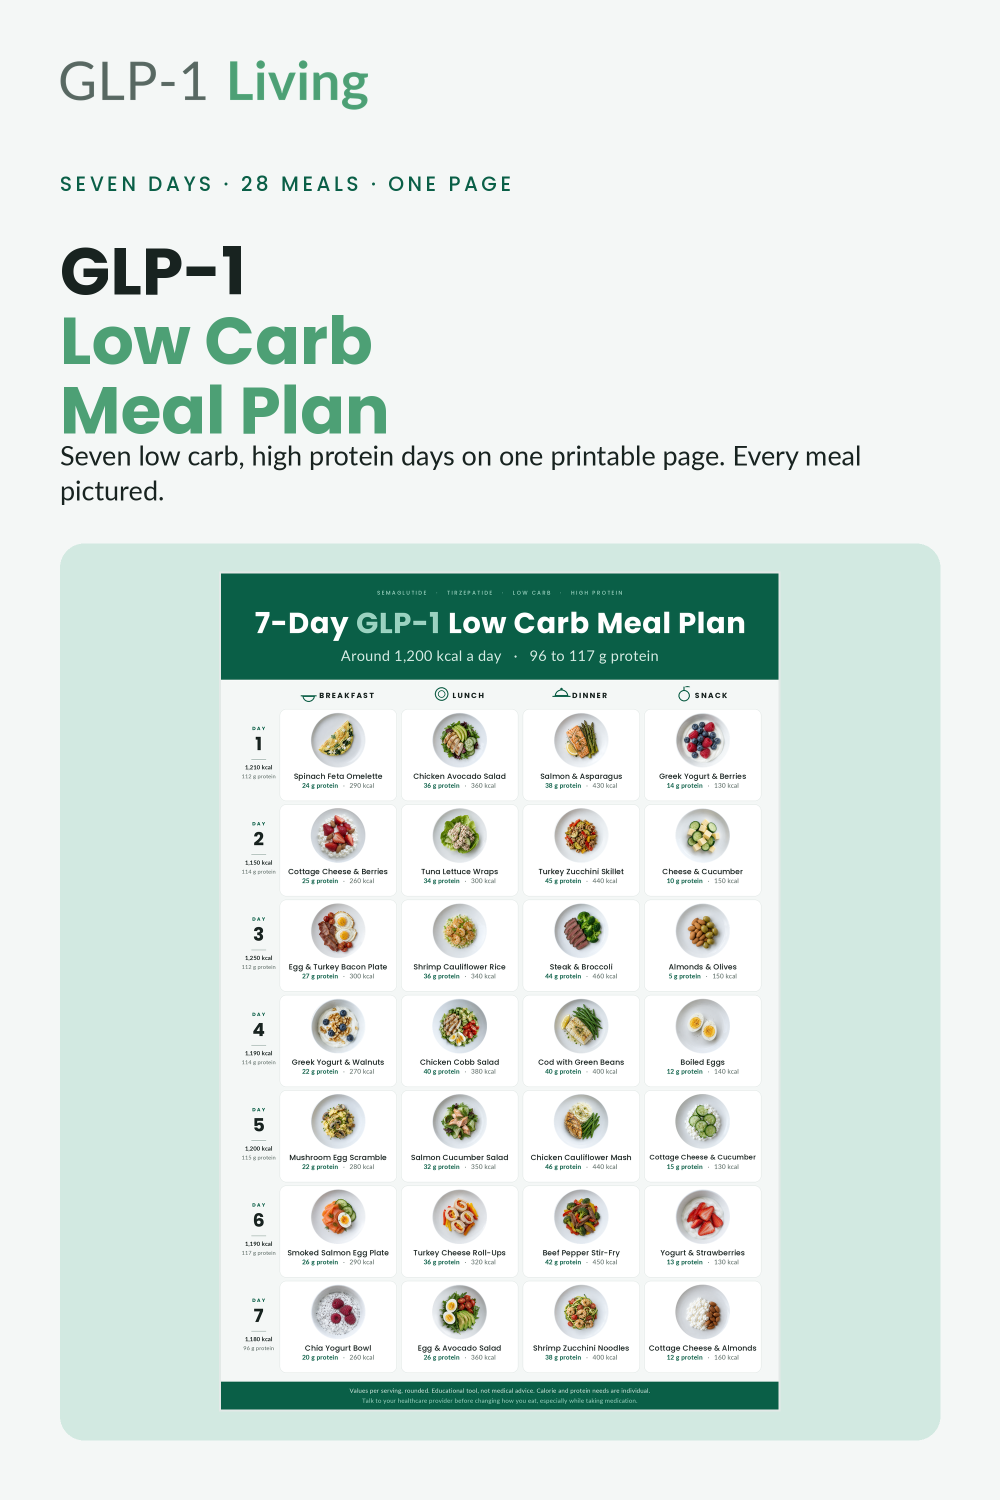 GLP-1 Living
SEVEN DAYS · 28 MEALS · ONE PAGE
GLP-1
Low Carb
Meal Plan
Seven low carb, high protein days on one printable page. Every meal
pictured.
SEMAGLUTIDE · TIRZEPATIDE · LOW CARB · HIGH PROTEIN
7-Day GLP-1 Low Carb Meal Plan
Around 1,200 kcal a day · 96 to 117 g protein
BREAKFAST LUNCH DINNER SNACK
DAY
1
1,210 kcal
112 g protein
Spinach Feta Omelette
24 g protein · 290 kcal
Chicken Avocado Salad
36 g protein · 360 kcal
Salmon & Asparagus
38 g protein · 430 kcal
Greek Yogurt & Berries
14 g protein · 130 kcal
DAY
2
1,150 kcal
114 g protein
Cottage Cheese & Berries
25 g protein · 260 kcal
Tuna Lettuce Wraps
34 g protein · 300 kcal
Turkey Zucchini Skillet
45 g protein · 440 kcal
Cheese & Cucumber
10 g protein · 150 kcal
DAY
3
1,250 kcal
112 g protein
Egg & Turkey Bacon Plate
27 g protein · 300 kcal
Shrimp Cauliflower Rice
36 g protein · 340 kcal
Steak & Broccoli
44 g protein · 460 kcal
Almonds & Olives
5 g protein · 150 kcal
DAY
4
1,190 kcal
114 g protein
Greek Yogurt & Walnuts
22 g protein · 270 kcal
Chicken Cobb Salad
40 g protein · 380 kcal
Cod with Green Beans
40 g protein · 400 kcal
Boiled Eggs
12 g protein · 140 kcal
DAY
5
1,200 kcal
115 g protein
Mushroom Egg Scramble
22 g protein · 280 kcal
Salmon Cucumber Salad
32 g protein · 350 kcal
Chicken Cauliflower Mash
46 g protein · 440 kcal
Cottage Cheese & Cucumber
15 g protein · 130 kcal
DAY
6
1,190 kcal
117 g protein
Smoked Salmon Egg Plate
26 g protein · 290 kcal
Turkey Cheese Roll-Ups
36 g protein · 320 kcal
Beef Pepper Stir-Fry
42 g protein · 450 kcal
Yogurt & Strawberries
13 g protein · 130 kcal
DAY
7
1,180 kcal
96 g protein
Chia Yogurt Bowl
20 g protein · 260 kcal
Egg & Avocado Salad
26 g protein · 360 kcal
Shrimp Zucchini Noodles
38 g protein · 400 kcal
Cottage Cheese & Almonds
12 g protein · 160 kcal
Values per serving, rounded. Educational tool, not medical advice. Calorie and protein needs are individual.
Talk to your healthcare provider before changing how you eat, especially while taking medication.